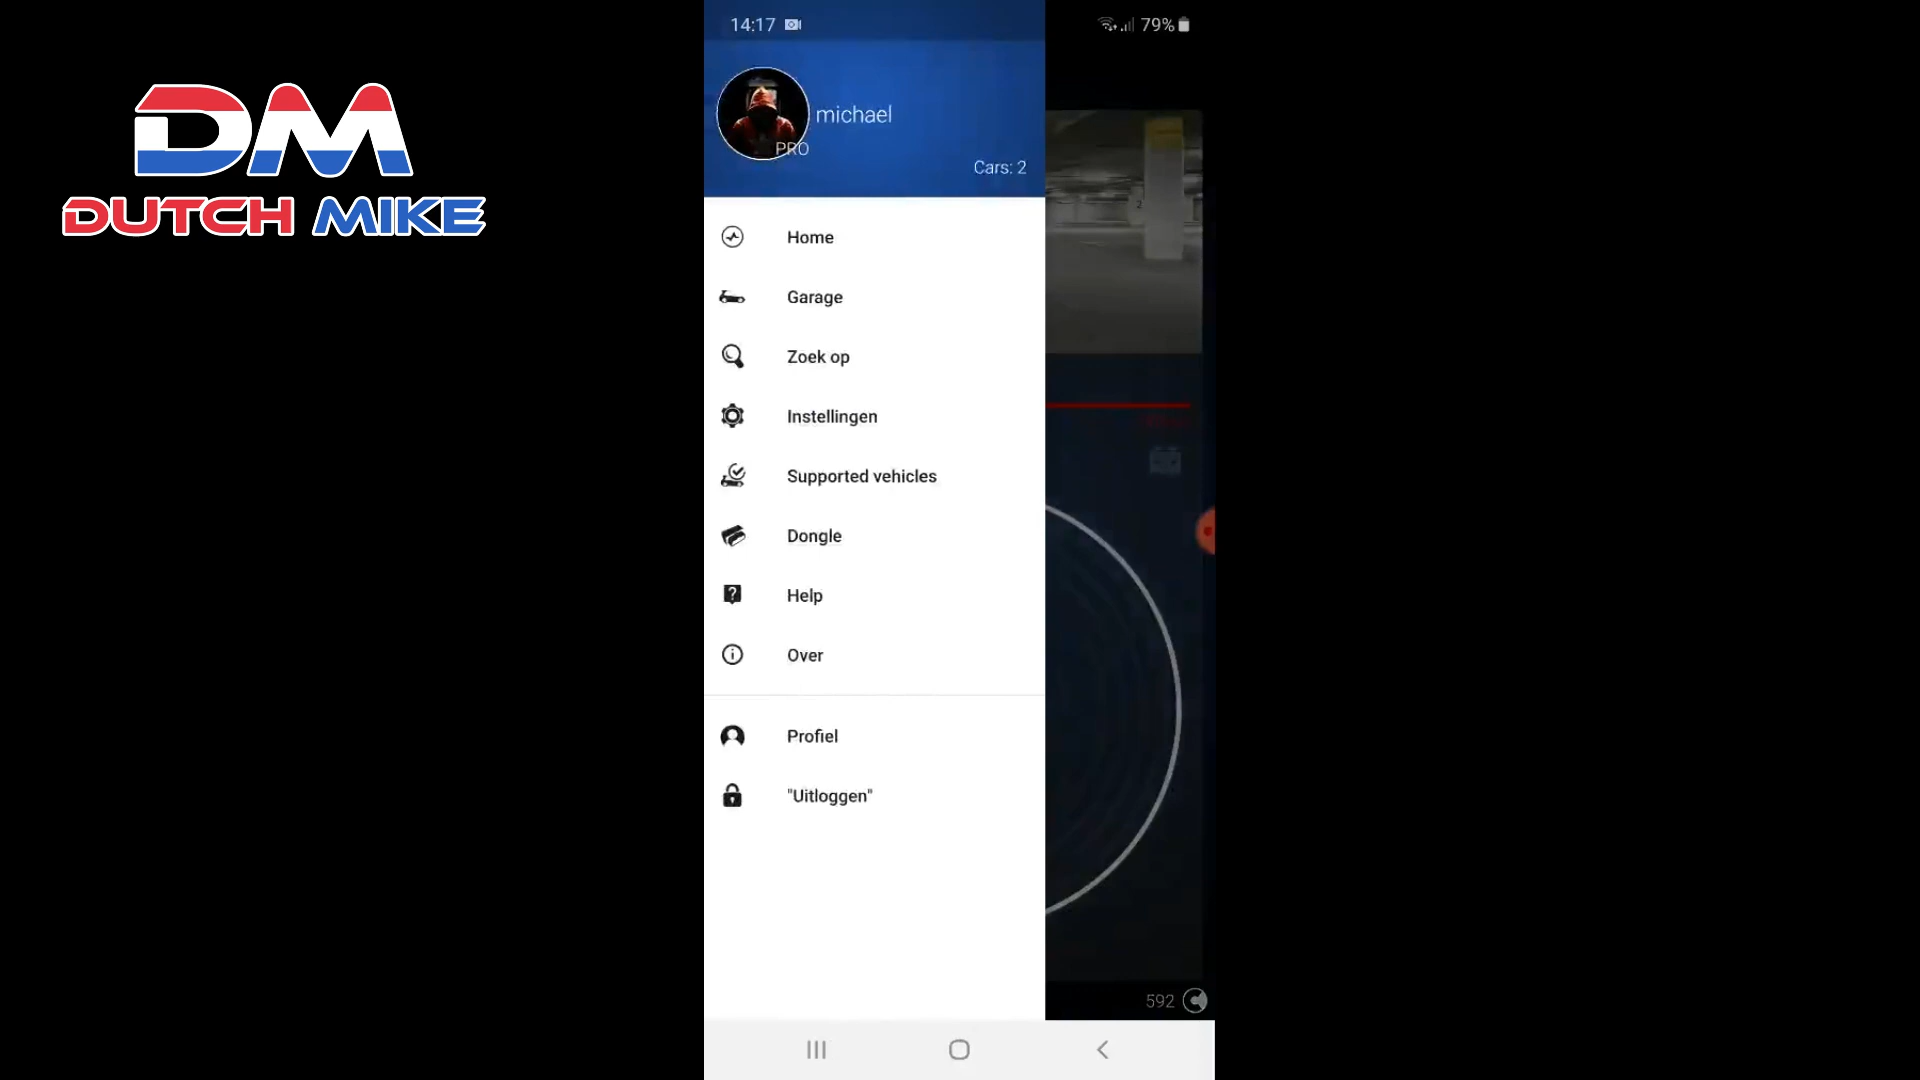 DM
DUTCH MIKE
14:17
79%
michael
PRO
Cars: 2
Home
Garage
Zoek op
Instellingen
Supported vehicles
Dongle
Help
Over
Profiel
"Uitloggen"
592